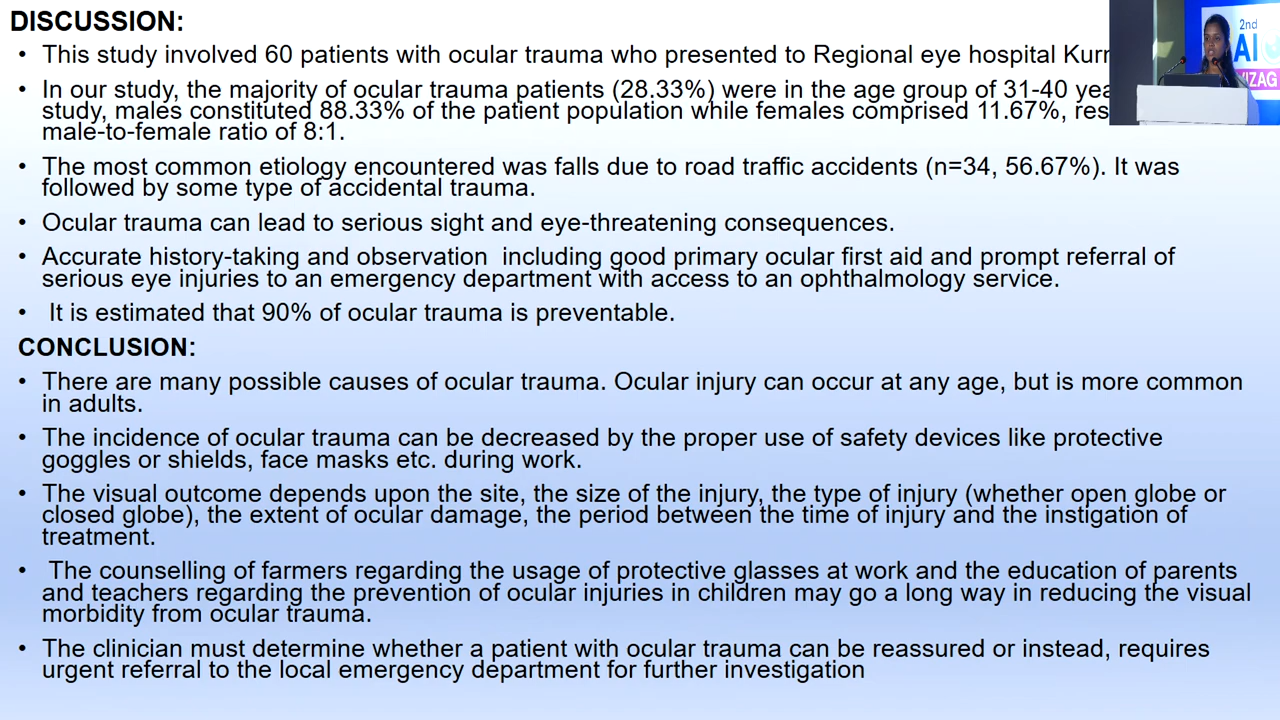 DISCUSSION:
• This study involved 60 patients with ocular trauma who presented to Regional eye hospital
• In our study, the majority of ocular trauma patients (28.33%) were in the age group of 31-40
study, males constituted 88.33% of the patient population while females comprised 11.67%,
male-to-female ratio of 8:1.
• The most common etiology encountered was falls due to road traffic accidents (n=34, 56.67%). It was
followed by some type of accidental trauma.
• Ocular trauma can lead to serious sight and eye-threatening consequences.
• Accurate history-taking and observation including good primary ocular first aid and prompt referral of
serious eye injuries to an emergency department with access to an ophthalmology service.
• It is estimated that 90% of ocular trauma is preventable.
CONCLUSION:
• There are many possible causes of ocular trauma. Ocular injury can occur at any age, but is more common
in adults.
• The incidence of ocular trauma can be decreased by the proper use of safety devices like protective
goggles or shields, face masks etc. during work.
• The visual outcome depends upon the site, the size of the injury, the type of injury (whether open globe or
closed globe), the extent of ocular damage, the period between the time of injury and the instigation of
treatment.
• The counselling of farmers regarding the usage of protective glasses at work and the education of parents
and teachers regarding the prevention of ocular injuries in children may go a long way in reducing the visual
morbidity from ocular trauma.
• The clinician must determine whether a patient with ocular trauma can be reassured or instead, requires
urgent referral to the local emergency department for further investigation
2nd